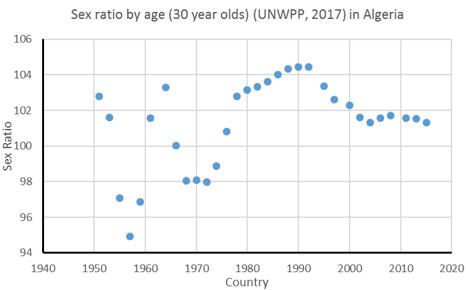 Sex ratio by age (30 year olds) (UNWPP, 2017) in Algeria
106
104
102
100
98
96
94
Sex Ratio
1940 1950 1960 1970 1980 1990 2000 2010 2020
Country